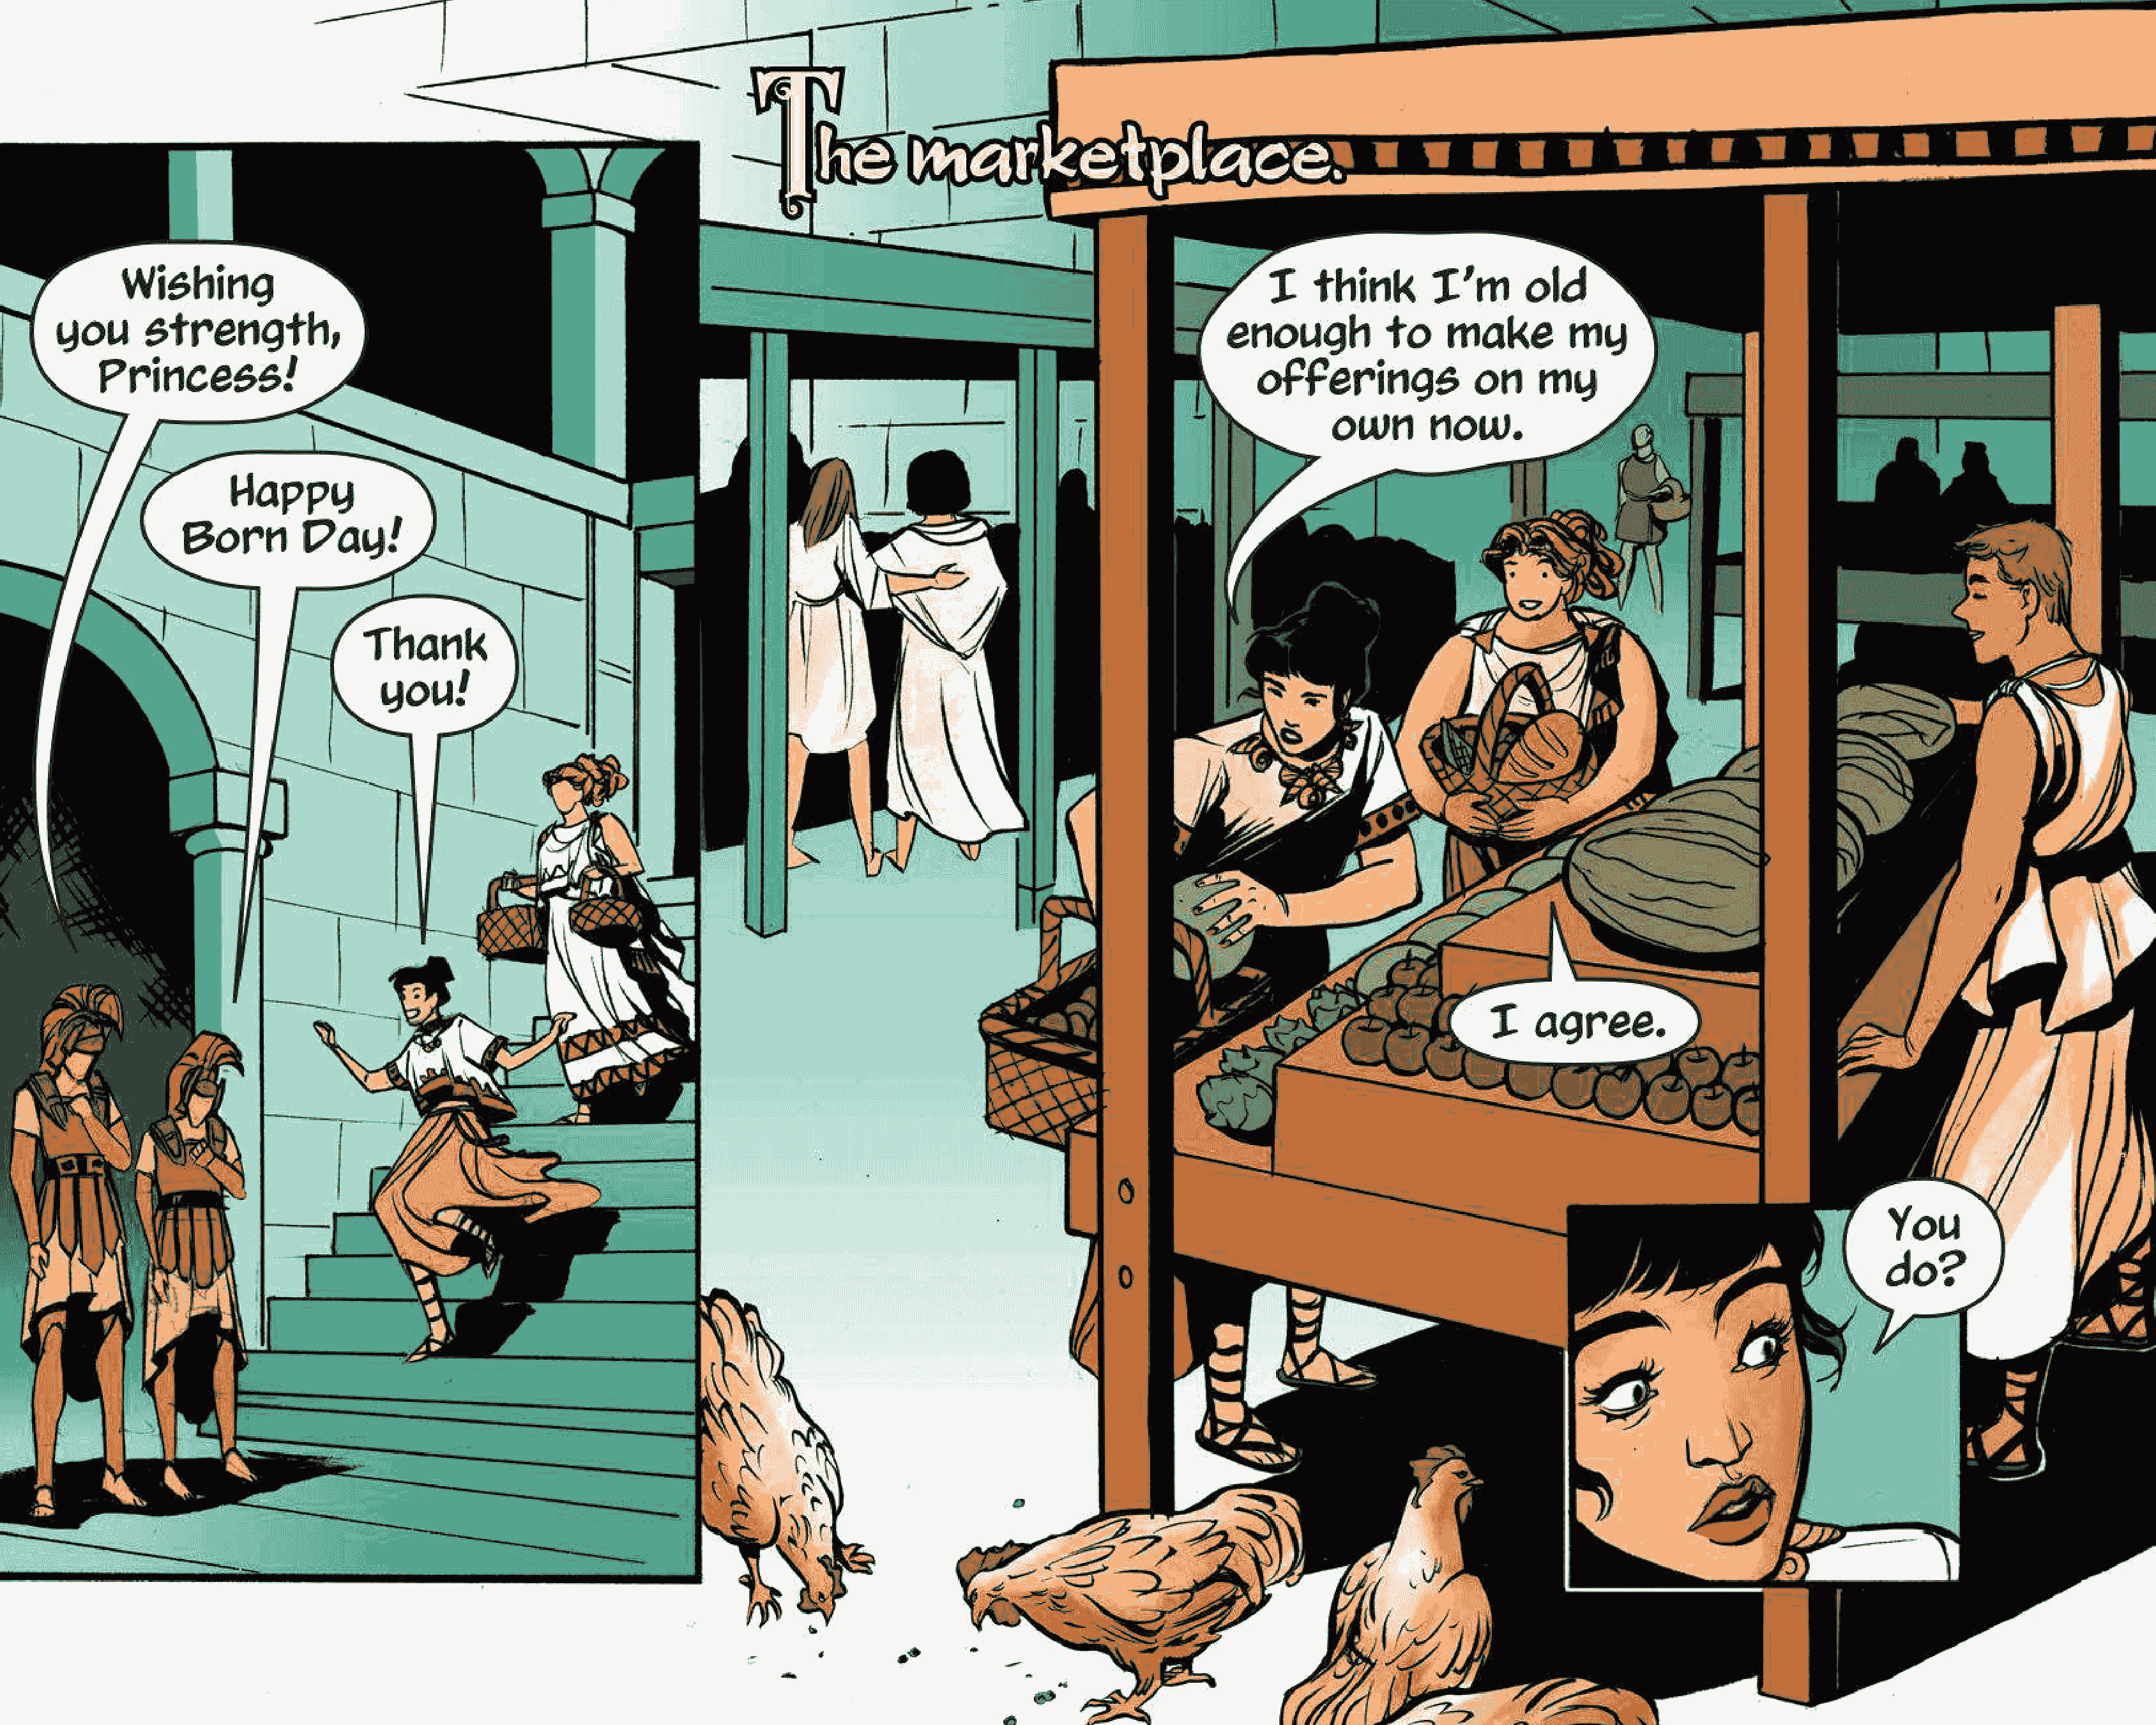 Wishing
you strength,
Princess!
Happy
Born Day!
Thank
you!
The marketplace.
I think I'm old
enough to make my
offerings on my
own now.
I agree.
You
do?